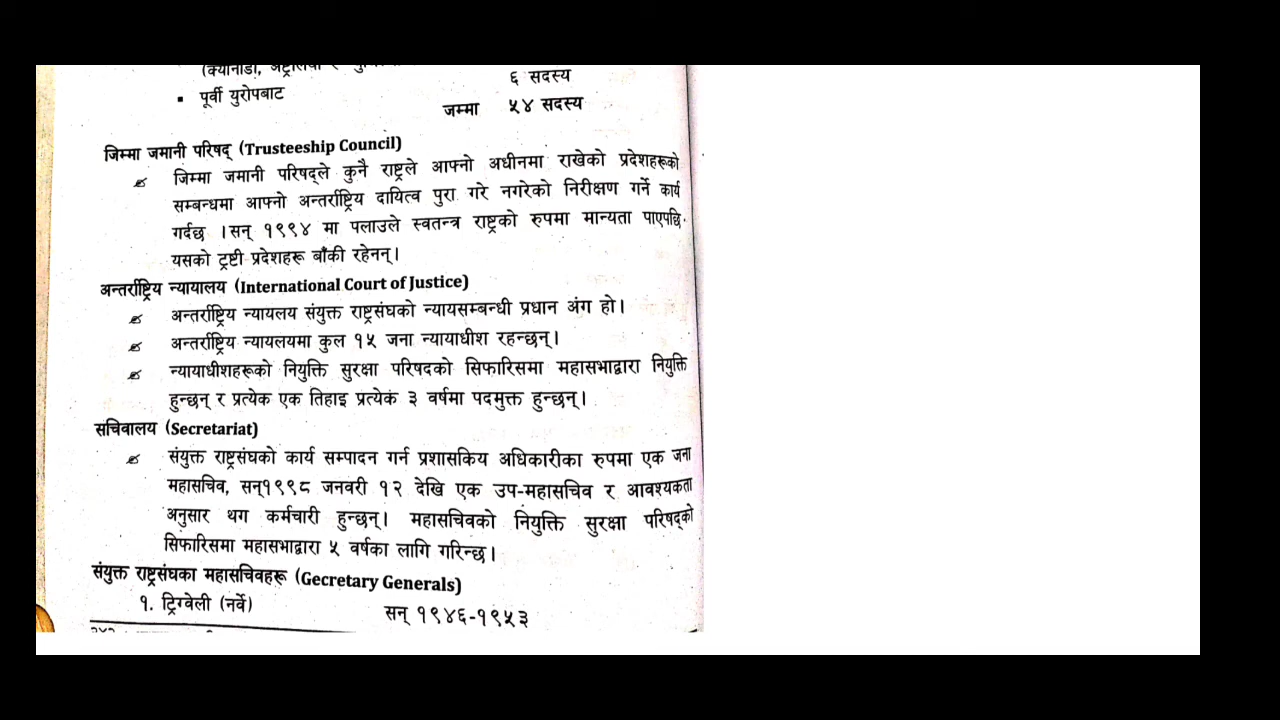 (क्यानाडा,
६ सदस्य
▪ पूर्वी युरोपबाट
जम्मा ५४ सदस्य
जिम्मा जमानी परिषद् (Trusteeship Council)
जिम्मा जमानी परिषद्ले कुनै राष्ट्रले आफ्नो अधीनमा राखेको प्रदेशहरूको
सम्बन्धमा आफ्नो अन्तर्राष्ट्रिय दायित्व पुरा गरे नगरेको निरीक्षण गर्ने कार्य
गर्दछ । सन् १९९४ मा पलाउले स्वतन्त्र राष्ट्रको रुपमा मान्यता पाएपछि
यसको ट्रष्टी प्रदेशहरू बाँकी रहेनन्।
अन्तर्राष्ट्रिय न्यायालय (International Court of Justice)
अन्तर्राष्ट्रिय न्यायलय संयुक्त राष्ट्रसंघको न्यायसम्बन्धी प्रधान अंग हो।
अन्तर्राष्ट्रिय न्यायलयमा कुल १५ जना न्यायाधीश रहन्छन्।
न्यायाधीशहरूको नियुक्ति सुरक्षा परिषदको सिफारिसमा महासभाद्वारा नियुक्ति
हुन्छन् र प्रत्येक एक तिहाइ प्रत्येक ३ वर्षमा पदमुक्त हुन्छन्।
सचिवालय (Secretariat)
संयुक्त राष्ट्रसंघको कार्य सम्पादन गर्न प्रशासकिय अधिकारीका रुपमा एक जना
महासचिव, सन्१९९८ जनवरी १२ देखि एक उप-महासचिव र आवश्यकता
अनुसार थग कर्मचारी हुन्छन्। महासचिवको नियुक्ति सुरक्षा परिषद्को
सिफारिसमा महासभाद्वारा ५ वर्षका लागि गरिन्छ।
संयुक्त राष्ट्रसंघका महासचिवहरू (Gecretary Generals)
१. ट्रिग्वेली (नर्वे) सन् १९४६-१९५३